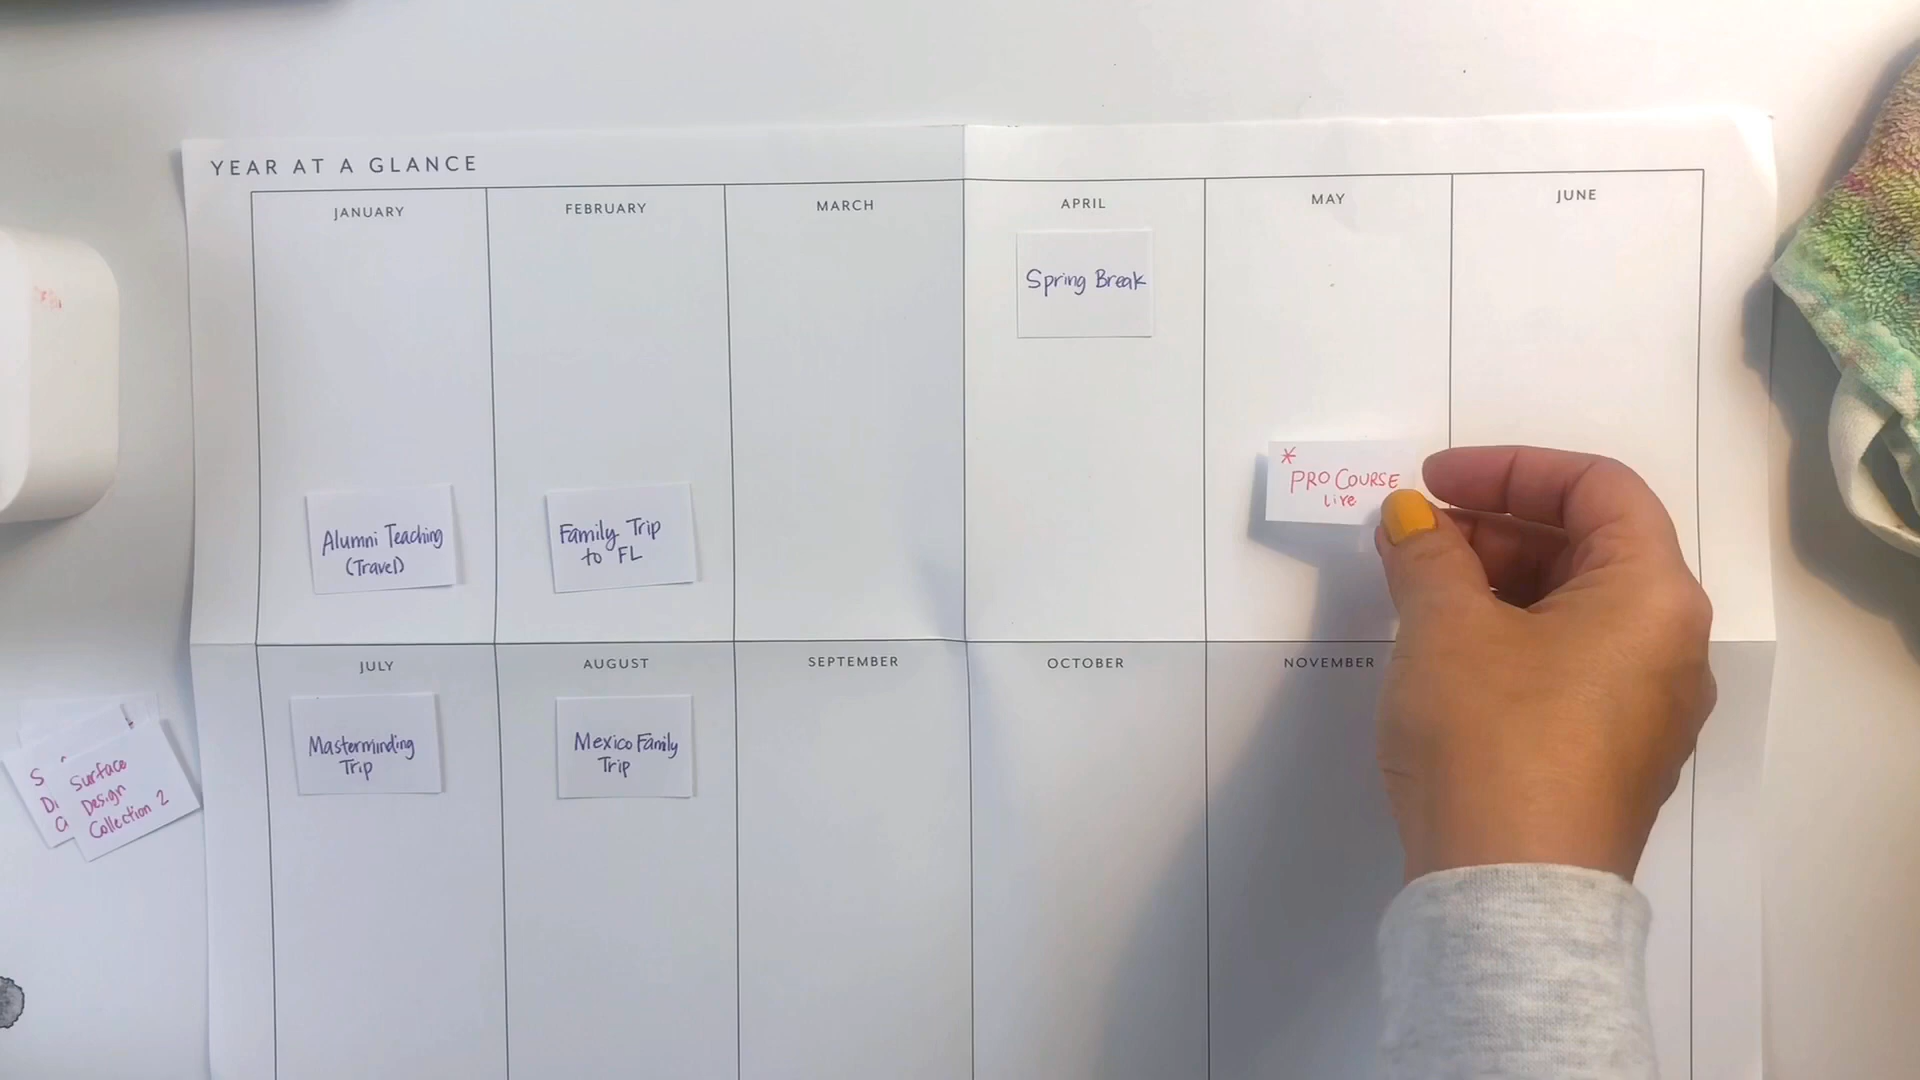 YEAR AT A GLANCE
JANUARY
FEBRUARY
MARCH
APRIL
MAY
JUNE
Spring Break
* PRO COURSE
live
Alumni Teaching
(Travel)
Family Trip
to FL
JULY
AUGUST
SEPTEMBER
OCTOBER
NOVEMBER
Masterminding
Trip
Mexico Family
Trip
S
Di
Surface
Design
Collection 2